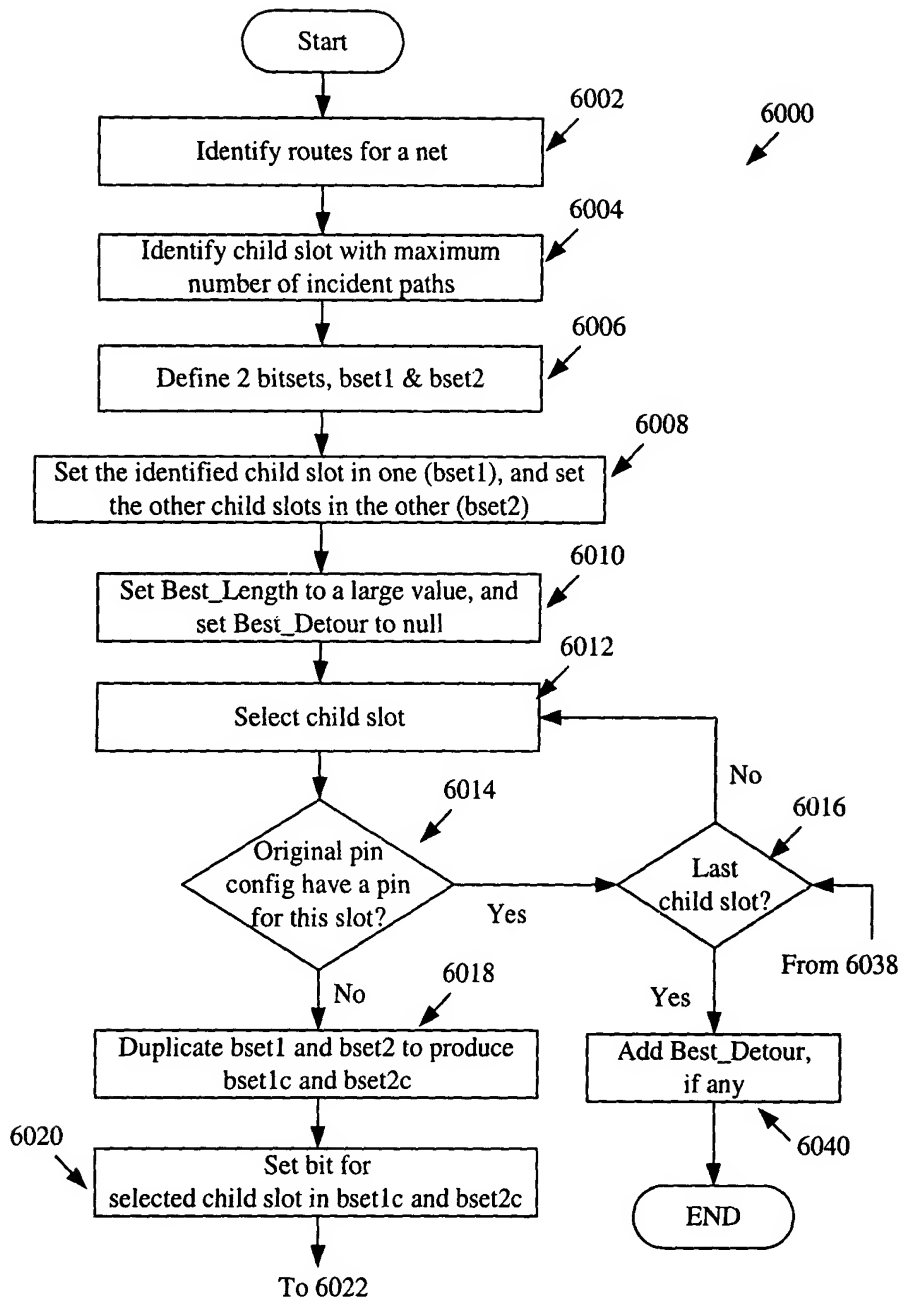 Start
6002
6000
Identify routes for a net
6004
Identify child slot with maximum
number of incident paths
6006
Define 2 bitsets, bset1 & bset2
6008
Set the identified child slot in one (bset1), and set
the other child slots in the other (bset2)
6010
Set Best_Length to a large value, and
set Best_Detour to null
6012
Select child slot
No
6014
6016
Original pin
config have a pin
for this slot?
Yes
Last
child slot?
From 6038
No
6018
Yes
Duplicate bset1 and bset2 to produce
bset1c and bset2c
Add Best_Detour,
if any
6020
6040
Set bit for
selected child slot in bset1c and bset2c
END
To 6022